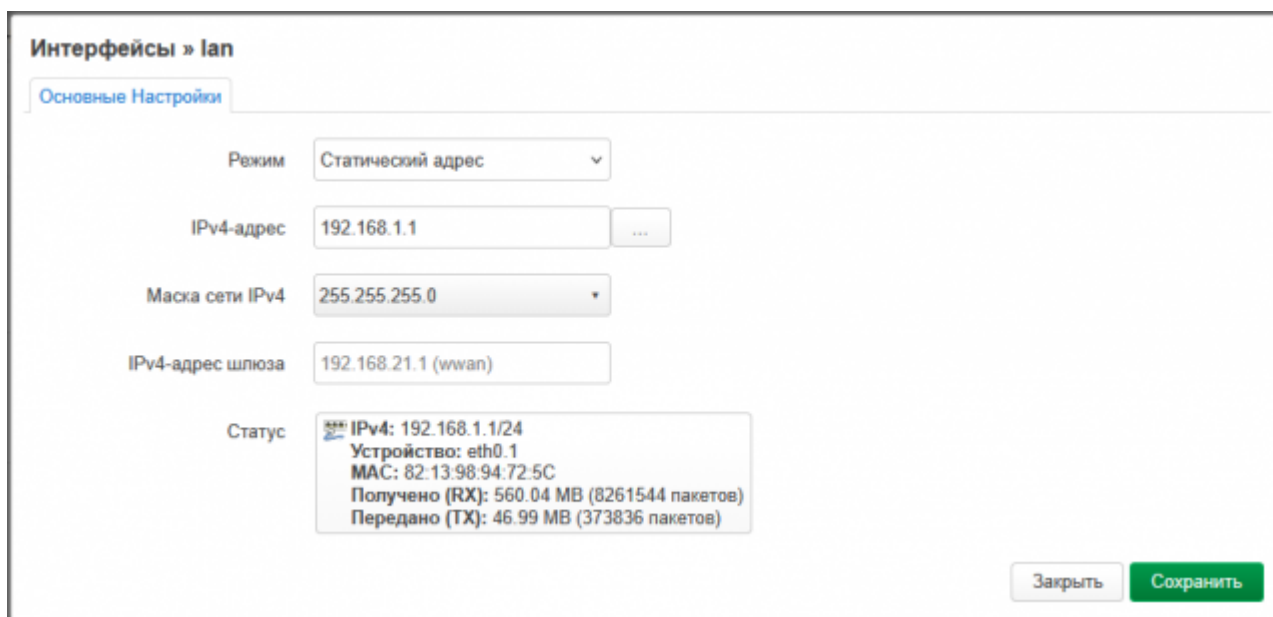 Интерфейсы » lan
Основные Настройки
Режим Статический адрес
IPv4-адрес 192.168.1.1 ...
Маска сети IPv4 255.255.255.0
IPv4-адрес шлюза 192.168.21.1 (wwan)
Статус IPv4: 192.168.1.1/24
Устройство: eth0.1
MAC: 82:13:98:94:72:5C
Получено (RX): 560.04 MB (8261544 пакетов)
Передано (TX): 46.99 MB (373836 пакетов)
Закрыть Сохранить